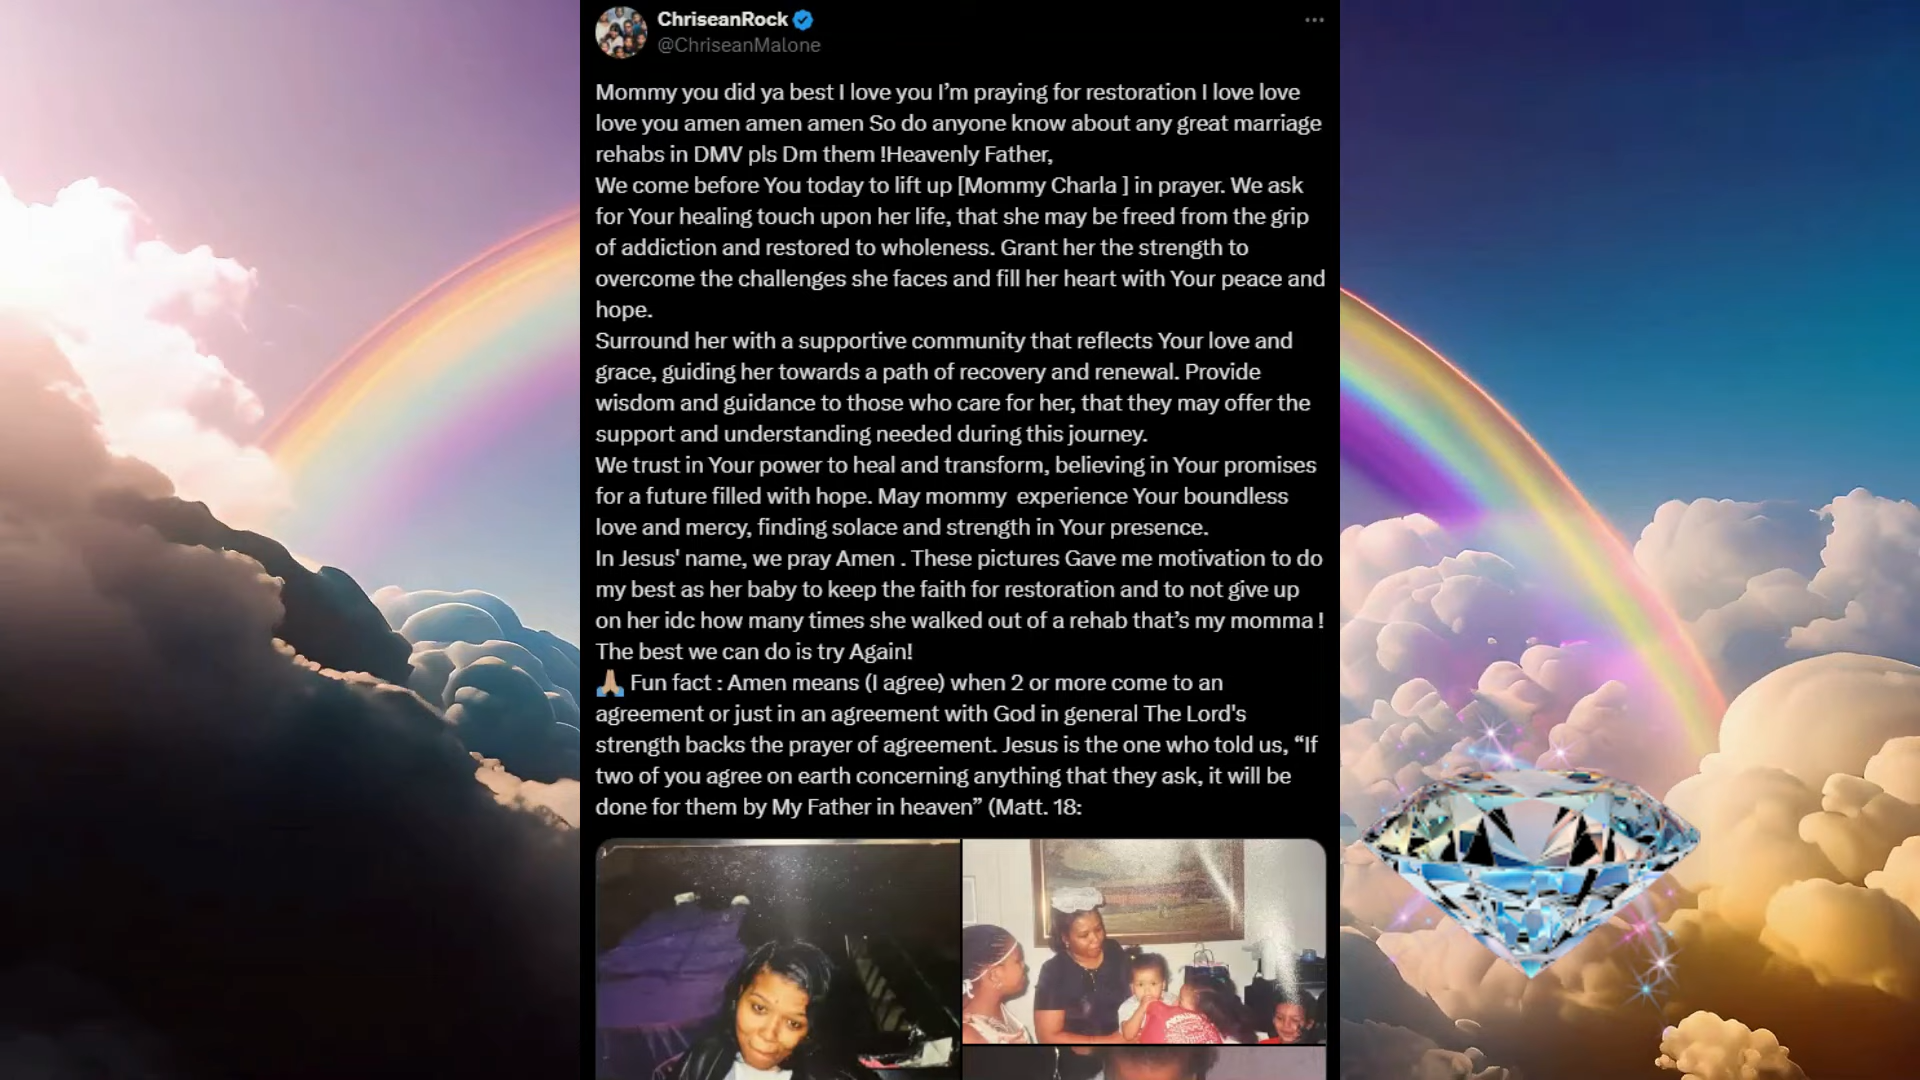 ChriseanRock
@ChriseanMalone
Mommy you did ya best I love you I’m praying for restoration I love love
love you amen amen amen So do anyone know about any great marriage
rehabs in DMV pls Dm them !Heavenly Father,
We come before You today to lift up [Mommy Charla ] in prayer. We ask
for Your healing touch upon her life, that she may be freed from the grip
of addiction and restored to wholeness. Grant her the strength to
overcome the challenges she faces and fill her heart with Your peace and
hope.
Surround her with a supportive community that reflects Your love and
grace, guiding her towards a path of recovery and renewal. Provide
wisdom and guidance to those who care for her, that they may offer the
support and understanding needed during this journey.
We trust in Your power to heal and transform, believing in Your promises
for a future filled with hope. May mommy  experience Your boundless
love and mercy, finding solace and strength in Your presence.
In Jesus' name, we pray Amen . These pictures Gave me motivation to do
my best as her baby to keep the faith for restoration and to not give up
on her idc how many times she walked out of a rehab that’s my momma !
The best we can do is try Again!
🙏🏼 Fun fact : Amen means (I agree) when 2 or more come to an
agreement or just in an agreement with God in general The Lord's
strength backs the prayer of agreement. Jesus is the one who told us, “If
two of you agree on earth concerning anything that they ask, it will be
done for them by My Father in heaven” (Matt. 18: